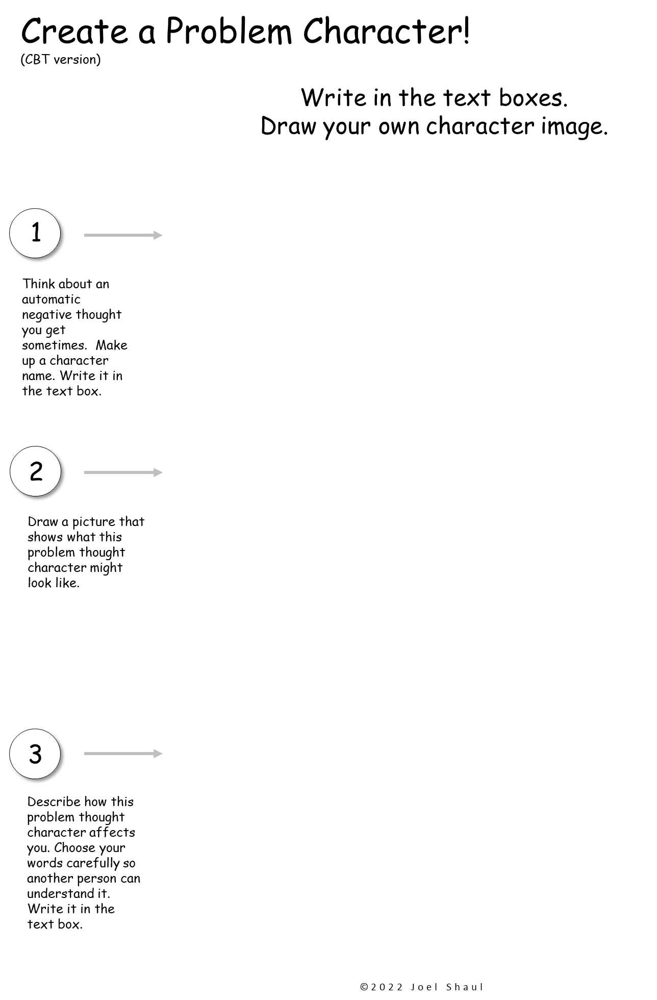 Create a Problem Character!
(CBT version)
Write in the text boxes.
Draw your own character image.
1
Think about an
automatic
negative thought
you get
sometimes.  Make
up a character
name. Write it in
the text box.
2
Draw a picture that
shows what this
problem thought
character might
look like.
3
Describe how this
problem thought
character affects
you. Choose your
words carefully so
another person can
understand it.
Write it in the
text box.
©2022 Joel Shaul